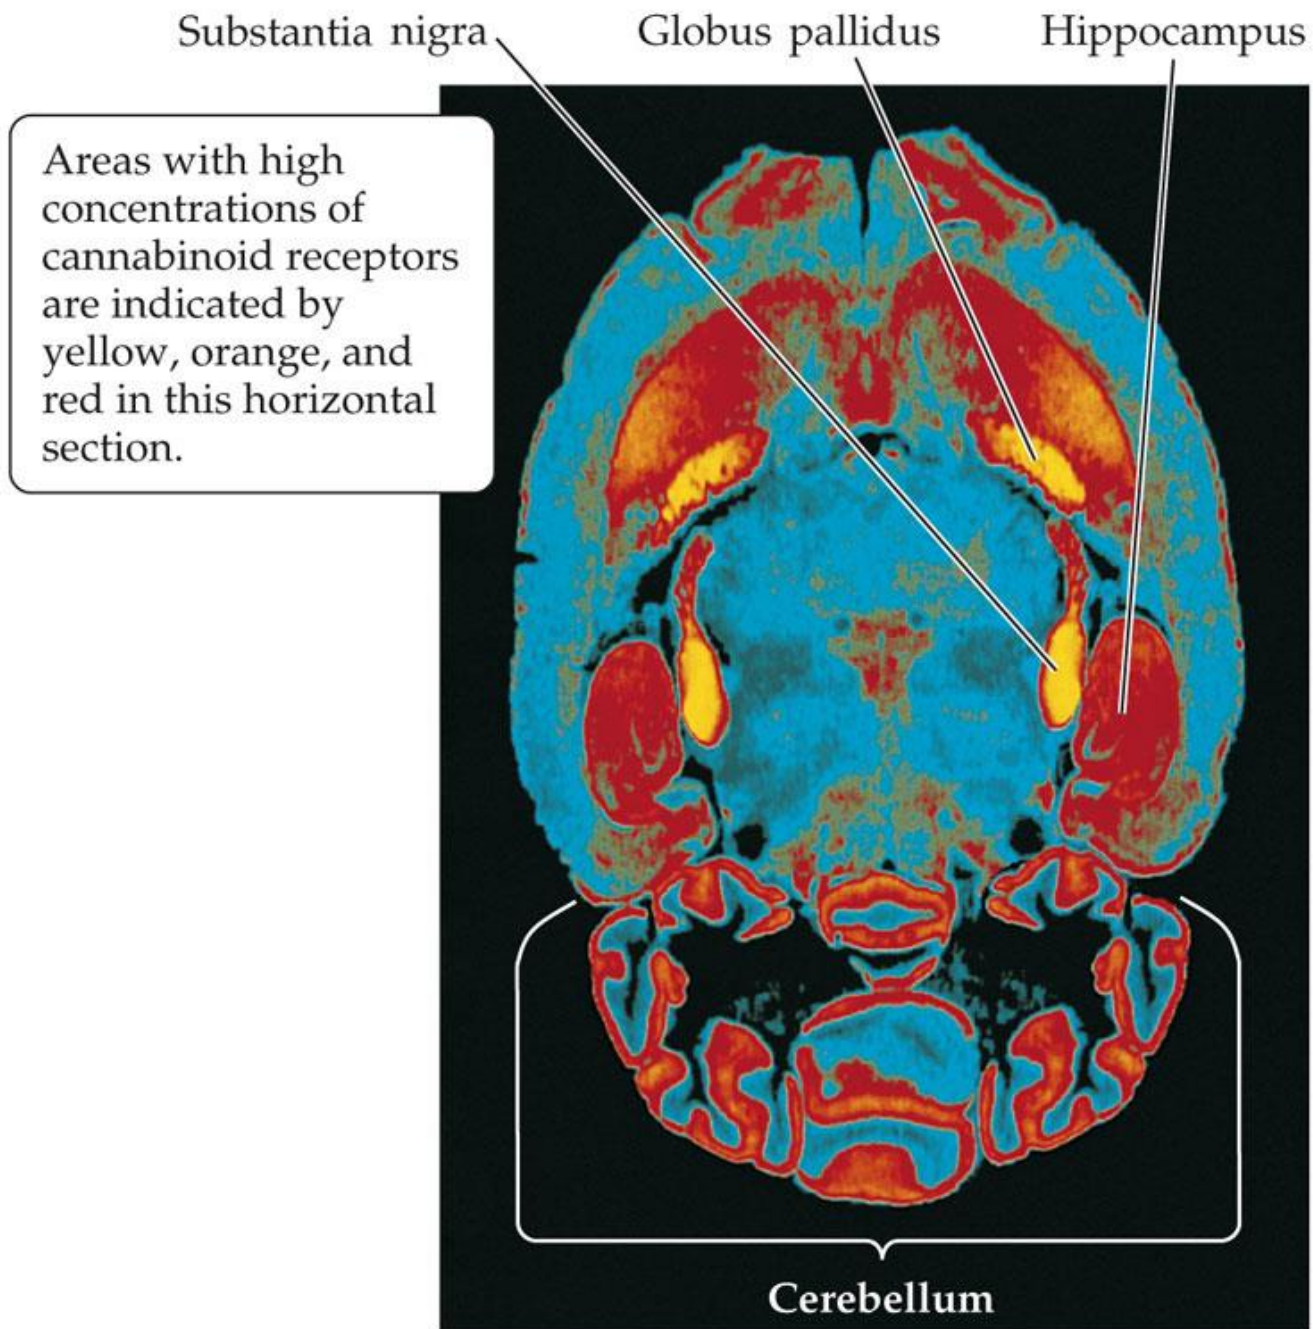 Substantia nigra
Globus pallidus
Hippocampus
Areas with high
concentrations of
cannabinoid receptors
are indicated by
yellow, orange, and
red in this horizontal
section.
Cerebellum